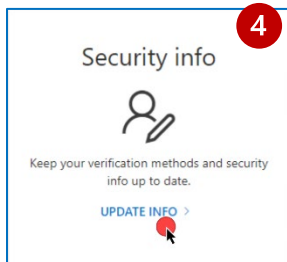 4
Security info
Keep your verification methods and security
info up to date.
UPDATE INFO >